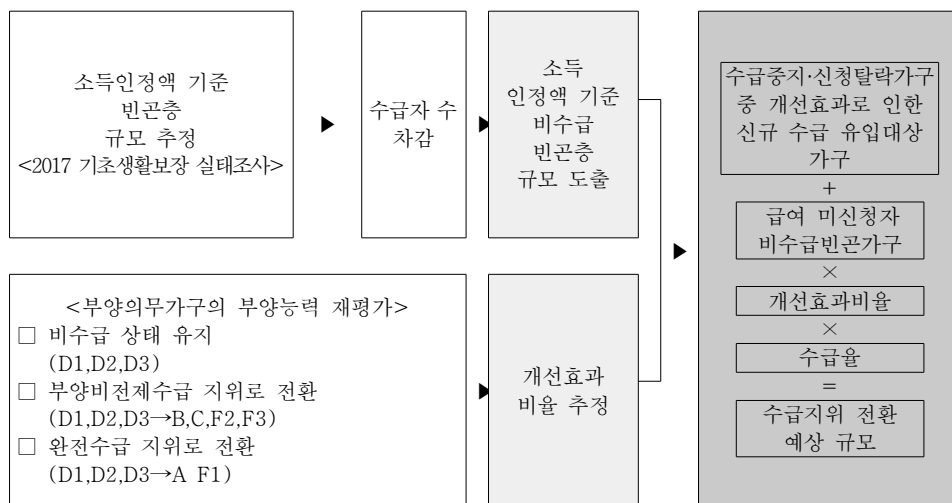 소득인정액 기준
빈곤층
규모 추정
<2017 기초생활보장 실태조사>
▶
수급자 수
차감
▶
소득
인정액 기준
비수급
빈곤층
규모 도출
<부양의무가구의 부양능력 재평가>
□ 비수급 상태 유지
(D1,D2,D3)
□ 부양비전제수급 지위로 전환
(D1,D2,D3→B,C,F2,F3)
□ 완전수급 지위로 전환
(D1,D2,D3→A F1)
▶
개선효과
비율 추정
▶
수급중지·신청탈락가구
중 개선효과로 인한
신규 수급 유입대상
가구
+
급여 미신청자
비수급빈곤가구
×
개선효과비율
×
수급율
=
수급지위 전환
예상 규모